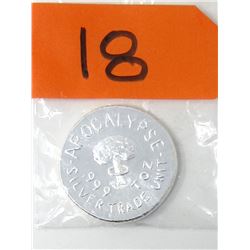 18
APOCALYPSE
999 1 OZ
SILVER TRADE UNIT